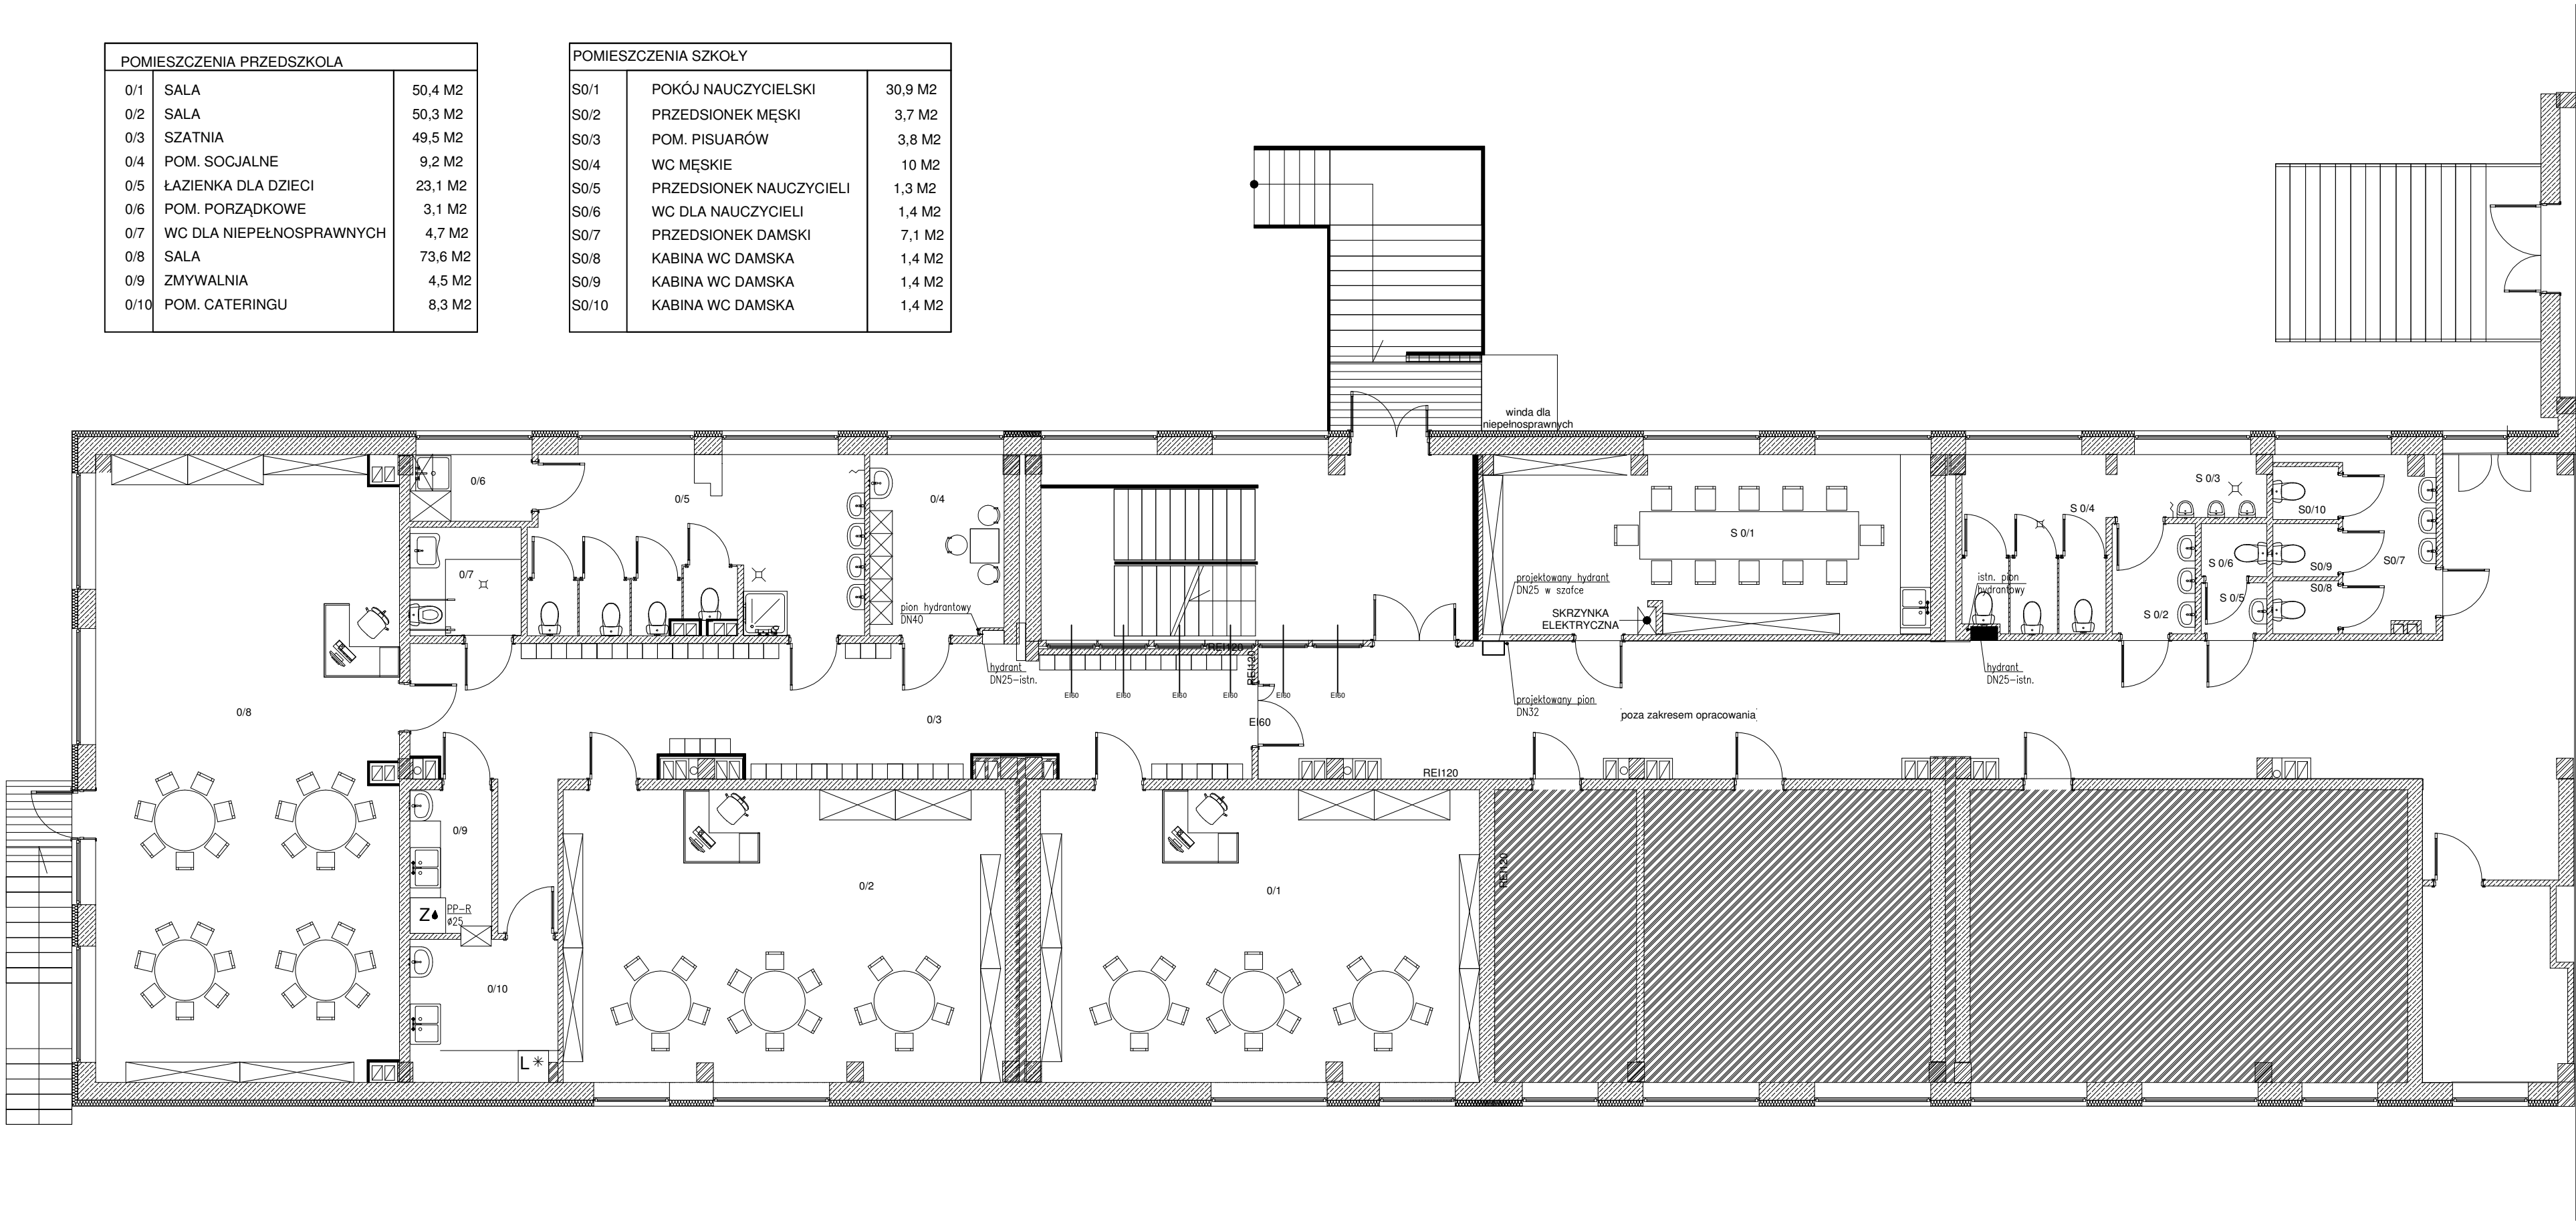 POMIESZCZENIA PRZEDSZKOLA
0/1 SALA 50,4 M2
0/2 SALA 50,3 M2
0/3 SZATNIA 49,5 M2
0/4 POM. SOCJALNE 9,2 M2
0/5 ŁAZIENKA DLA DZIECI 23,1 M2
0/6 POM. PORZĄDKOWE 3,1 M2
0/7 WC DLA NIEPEŁNOSPRAWNYCH 4,7 M2
0/8 SALA 73,6 M2
0/9 ZMYWALNIA 4,5 M2
0/10 POM. CATERINGU 8,3 M2
POMIESZCZENIA SZKOŁY
S0/1 POKÓJ NAUCZYCIELSKI 30,9 M2
S0/2 PRZEDSIONEK MĘSKI 3,7 M2
S0/3 POM. PISUARÓW 3,8 M2
S0/4 WC MĘSKIE 10 M2
S0/5 PRZEDSIONEK NAUCZYCIELI 1,3 M2
S0/6 WC DLA NAUCZYCIELI 1,4 M2
S0/7 PRZEDSIONEK DAMSKI 7,1 M2
S0/8 KABINA WC DAMSKA 1,4 M2
S0/9 KABINA WC DAMSKA 1,4 M2
S0/10 KABINA WC DAMSKA 1,4 M2
winda dla
niepełnosprawnych
0/6
0/5
0/4
0/7
pion hydrantowy
DN40
hydrant
DN25-istn.
REI120
REI120
EI60
EI60
EI60
EI60
EI60
EI60
EI60
S 0/1
projektowany hydrant
DN25 w szafce
SKRZYNKA
ELEKTRYCZNA
projektowany pion
DN32
poza zakresem opracowania
S 0/3
S 0/4
S0/10
istn. pion
hydrantowy
S 0/6
S0/9
S0/7
S 0/5
S0/8
S 0/2
hydrant
DN25-istn.
0/8
0/3
REI120
REI120
0/9
Z
PP-R
ø25
0/10
L
0/2
0/1